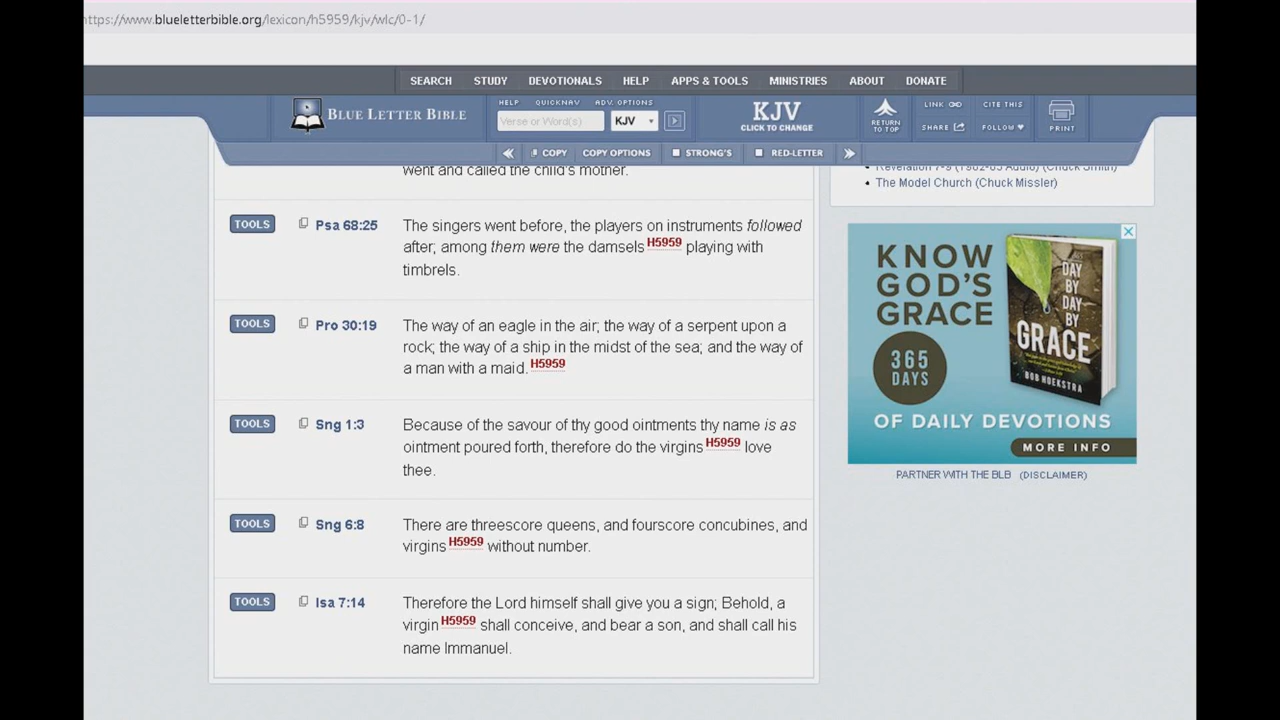 https://www.blueletterbible.org/lexicon/h5959/kjv/wlc/0-1/
SEARCH STUDY DEVOTIONALS HELP APPS & TOOLS MINISTRIES ABOUT DONATE
BLUE LETTER BIBLE
HELP QUICKNAV ADV. OPTIONS
Verse or Word(s) KJV
KJV
CLICK TO CHANGE
RETURN
TO TOP
LINK CITE THIS
SHARE FOLLOW
PRINT
COPY COPY OPTIONS STRONG'S RED-LETTER
went and called the child's mother.
TOOLS Psa 68:25 The singers went before, the players on instruments followed
after; among them were the damsels H5959 playing with
timbrels.
TOOLS Pro 30:19 The way of an eagle in the air; the way of a serpent upon a
rock; the way of a ship in the midst of the sea; and the way of
a man with a maid. H5959
TOOLS Sng 1:3 Because of the savour of thy good ointments thy name is as
ointment poured forth, therefore do the virgins H5959 love
thee.
TOOLS Sng 6:8 There are threescore queens, and fourscore concubines, and
virgins H5959 without number.
TOOLS Isa 7:14 Therefore the Lord himself shall give you a sign; Behold, a
virgin H5959 shall conceive, and bear a son, and shall call his
name Immanuel.
Revelation 7-9 (1982-85 Audio) (Chuck Smith)
The Model Church (Chuck Missler)
KNOW
GOD'S
GRACE
365
DAYS
DAY
BY
DAY
BY
GRACE
BOB HOEKSTRA
OF DAILY DEVOTIONS
MORE INFO
PARTNER WITH THE BLB (DISCLAIMER)